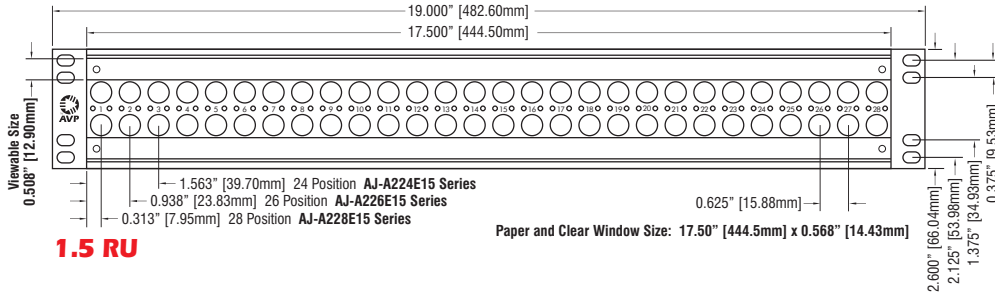 19.000” [482.60mm]
17.500” [444.50mm]
Viewable Size
0.508” [12.90mm]
AVP
1 2 3 4 5 6 7 8 9 10 11 12 13 14 15 16 17 18 19 20 21 22 23 24 25 26 27 28
1.563” [39.70mm] 24 Position AJ-A224E15 Series
0.938” [23.83mm] 26 Position AJ-A226E15 Series
0.313” [7.95mm] 28 Position AJ-A228E15 Series
0.625” [15.88mm]
Paper and Clear Window Size: 17.50” [444.5mm] x 0.568” [14.43mm]
1.5 RU
2.600” [66.04mm]
2.125” [53.98mm]
1.375” [34.93mm]
0.375” [9.53mm]